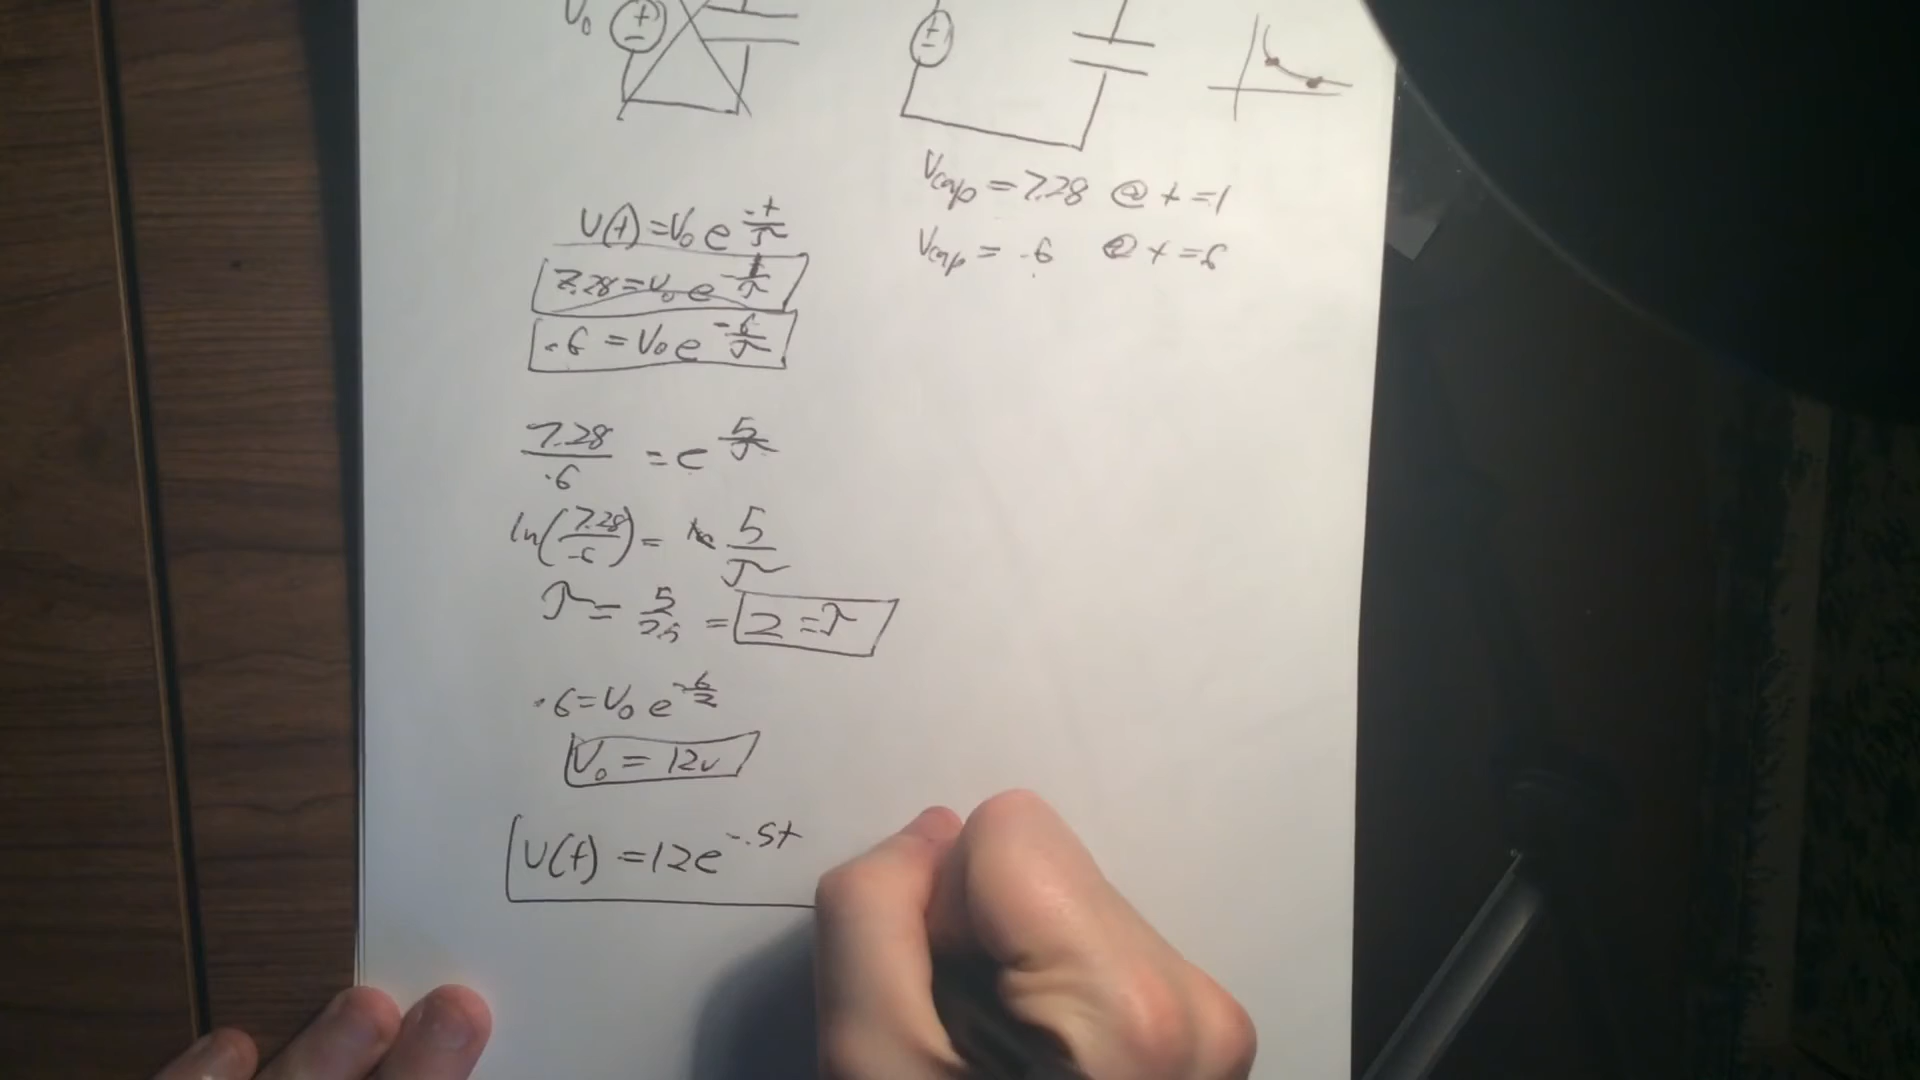 V₀ + −
+ −
Vcap = 7.28 @ t = 1
Vcap = .6 @ t = 6
V(t) = V₀ e^(-t/τ)
7.28 = V₀ e^(-1/τ)
.6 = V₀ e^(-6/τ)
7.28/.6 = e^(5/τ)
ln(7.28/.6) = 5/τ
τ = 5/2.5 = 2 = τ
.6 = V₀ e^(-6/2)
V₀ = 12v
V(t) = 12e^(-.5t)